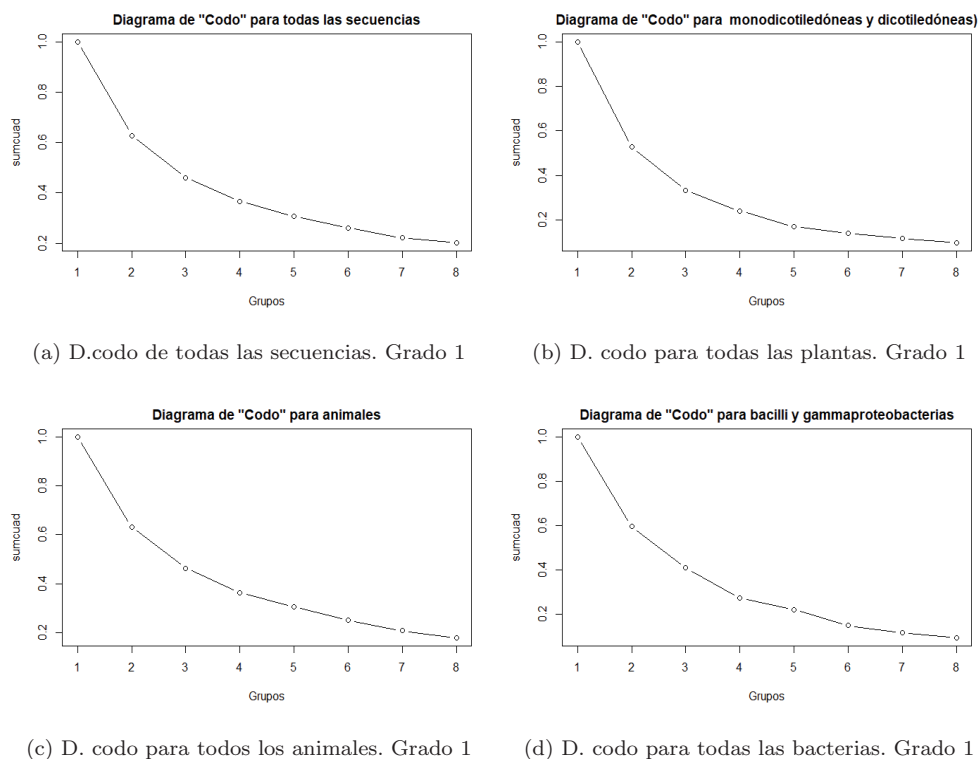 Diagrama de "Codo" para todas las secuencias
sumcuad
1.0
0.8
0.6
0.4
0.2
1 2 3 4 5 6 7 8
Grupos
(a) D.codo de todas las secuencias. Grado 1
Diagrama de "Codo" para monodicotiledóneas y dicotiledóneas)
sumcuad
1.0
0.8
0.6
0.4
0.2
1 2 3 4 5 6 7 8
Grupos
(b) D. codo para todas las plantas. Grado 1
Diagrama de "Codo" para animales
sumcuad
1.0
0.8
0.6
0.4
0.2
1 2 3 4 5 6 7 8
Grupos
(c) D. codo para todos los animales. Grado 1
Diagrama de "Codo" para bacilli y gammaproteobacterias
sumcuad
1.0
0.8
0.6
0.4
0.2
1 2 3 4 5 6 7 8
Grupos
(d) D. codo para todas las bacterias. Grado 1